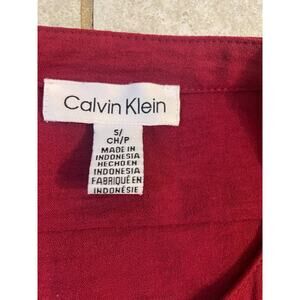 Calvin Klein
S/
CH/P
MADE IN
INDONESIA
HECHO EN
INDONESIA
FABRIQUÉ EN
INDONÉSIE